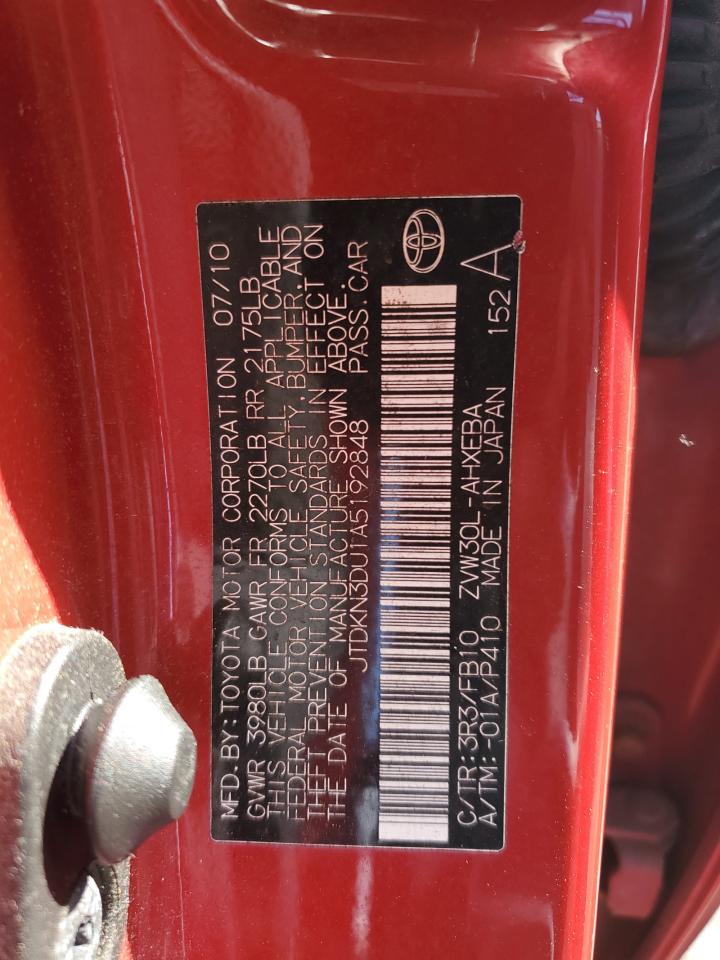 MFD. BY: TOYOTA MOTOR CORPORATION 07/10
GVWR 3980LB GAWR FR 2270LB RR 2175LB
THIS VEHICLE CONFORMS TO ALL APPLICABLE
FEDERAL MOTOR VEHICLE SAFETY, BUMPER, AND
THEFT PREVENTION STANDARDS IN EFFECT ON
THE DATE OF MANUFACTURE SHOWN ABOVE.
JTDKN3DU1A5192848 PASS. CAR
C/TR: 3R3/FB10 ZVW30L-AHXEBA
A/TM: -01A/P410 MADE IN JAPAN 152 A